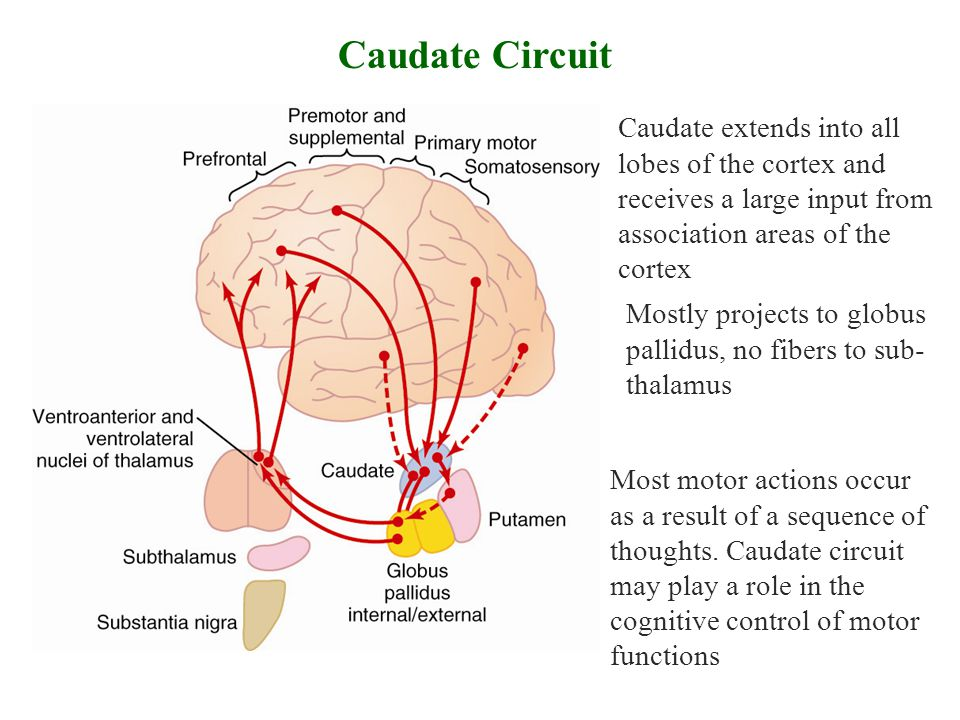 Caudate Circuit
Premotor and
supplemental
Primary motor
Prefrontal
Somatosensory
Caudate extends into all
lobes of the cortex and
receives a large input from
association areas of the
cortex
Mostly projects to globus
pallidus, no fibers to sub-
thalamus
Ventroanterior and
ventrolateral
nuclei of thalamus
Caudate
Putamen
Subthalamus
Globus
pallidus
internal/external
Substantia nigra
Most motor actions occur
as a result of a sequence of
thoughts. Caudate circuit
may play a role in the
cognitive control of motor
functions